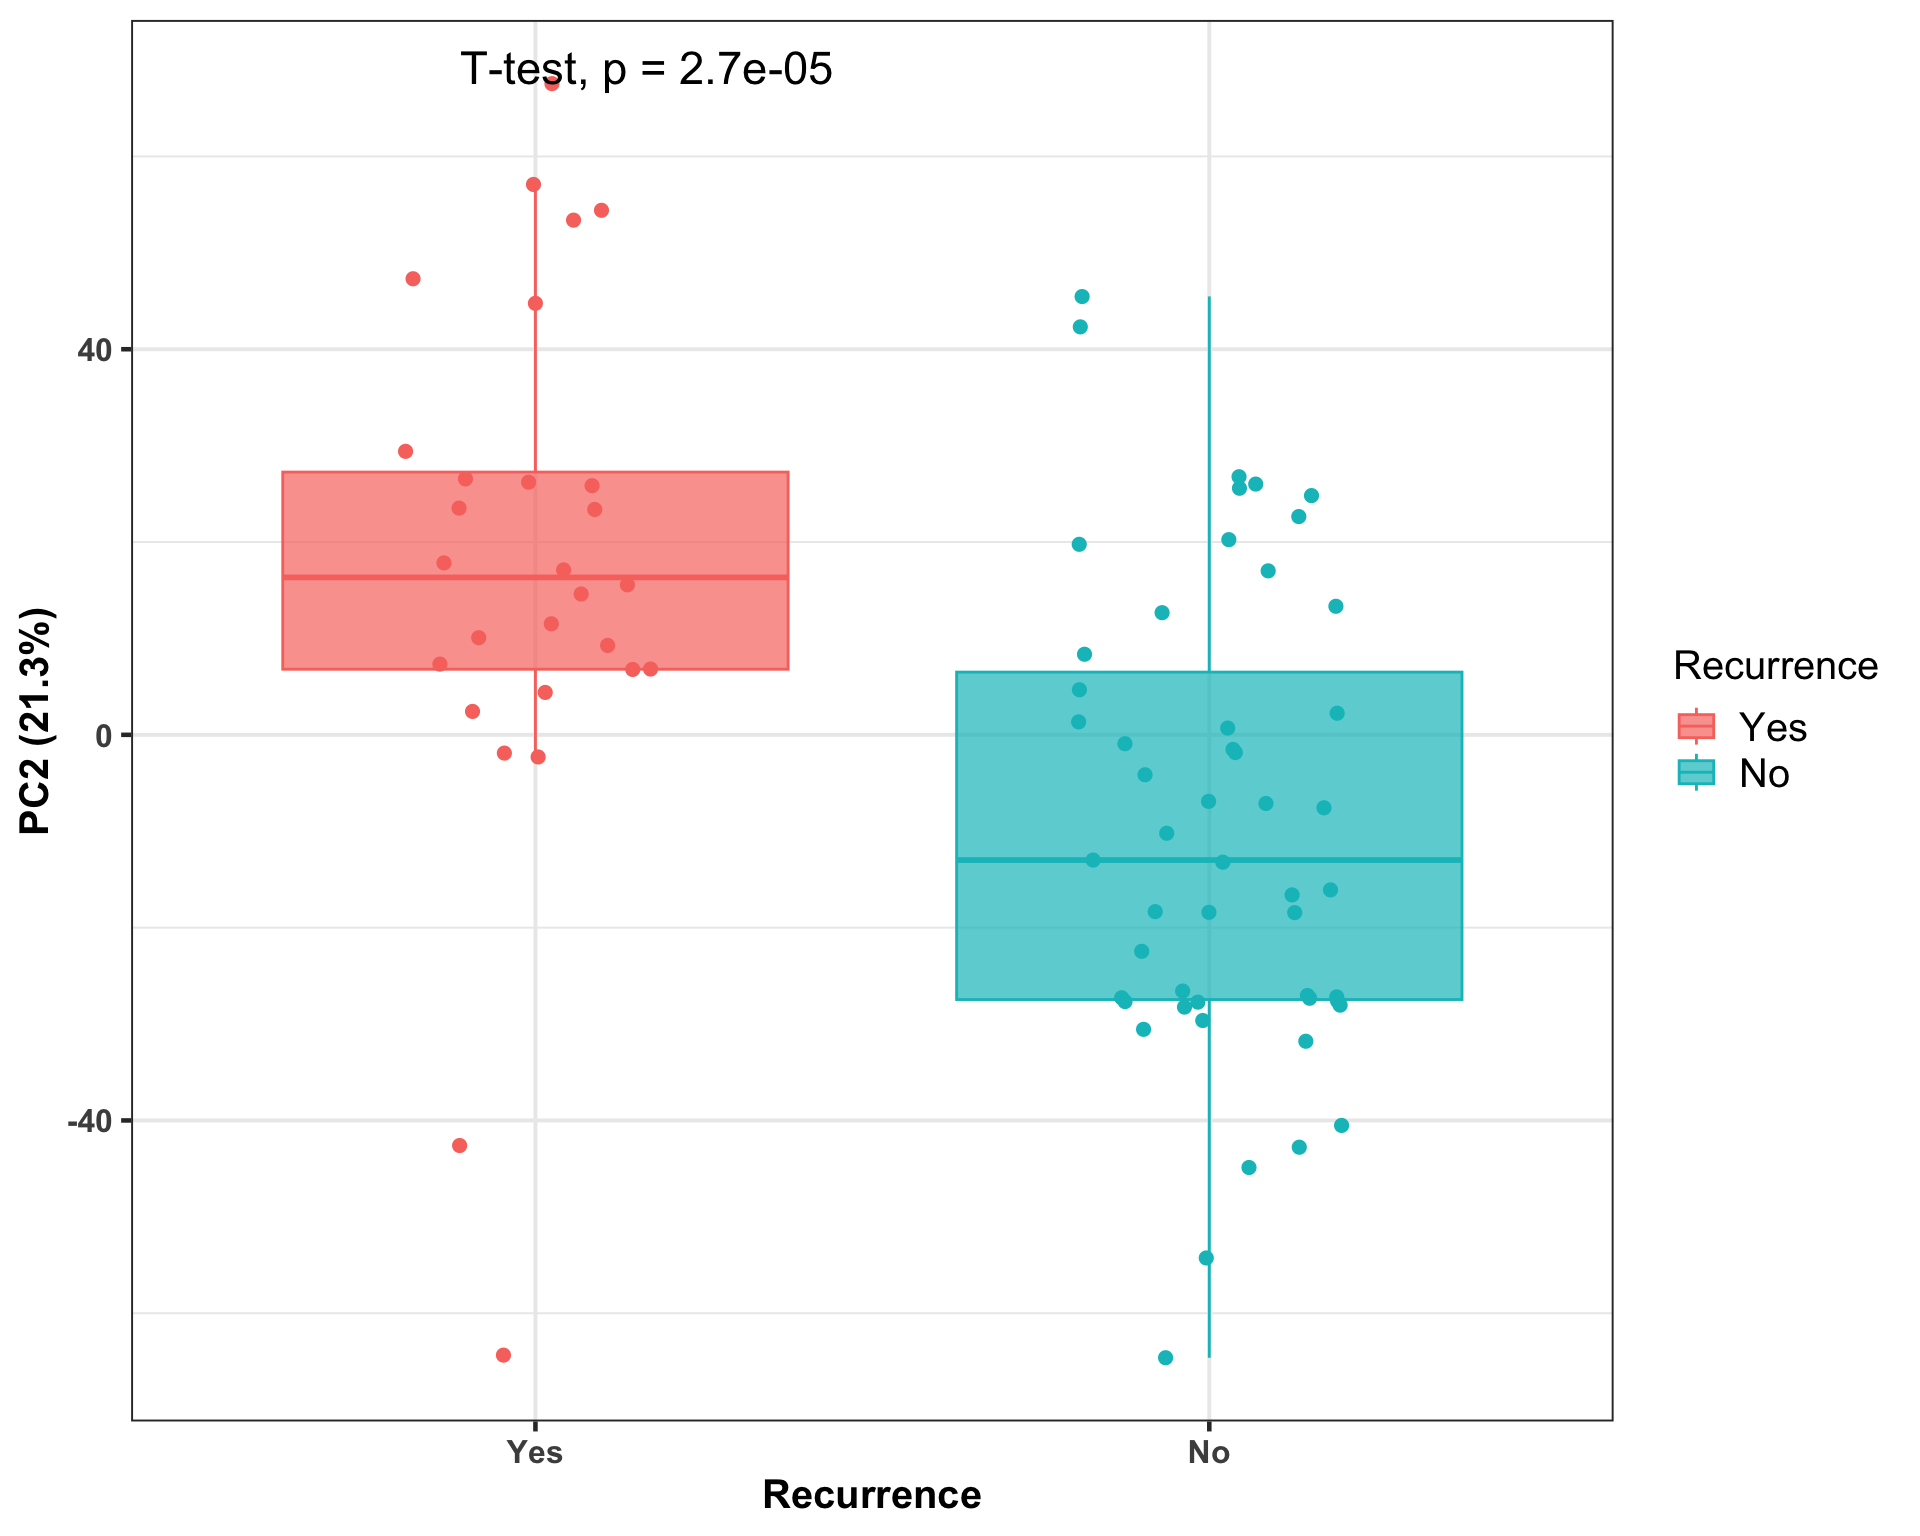 T-test, p = 2.7e-05
PC2 (21.3%)
40
0
-40
Yes
No
Recurrence
Recurrence
Yes
No